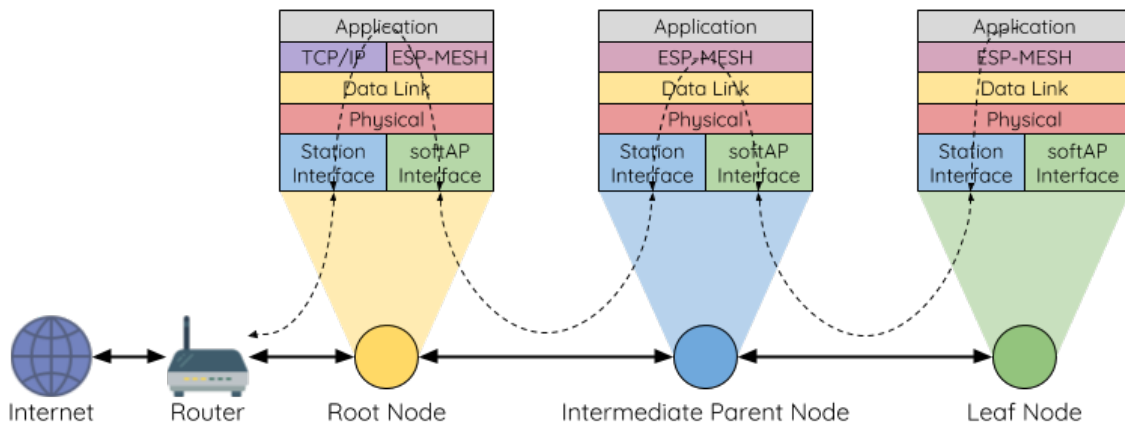 Application
TCP/IP
ESP-MESH
Data Link
Physical
Station
Interface
softAP
Interface
Application
ESP-MESH
Data Link
Physical
Station
Interface
softAP
Interface
Application
ESP-MESH
Data Link
Physical
Station
Interface
softAP
Interface
Internet
Router
Root Node
Intermediate Parent Node
Leaf Node